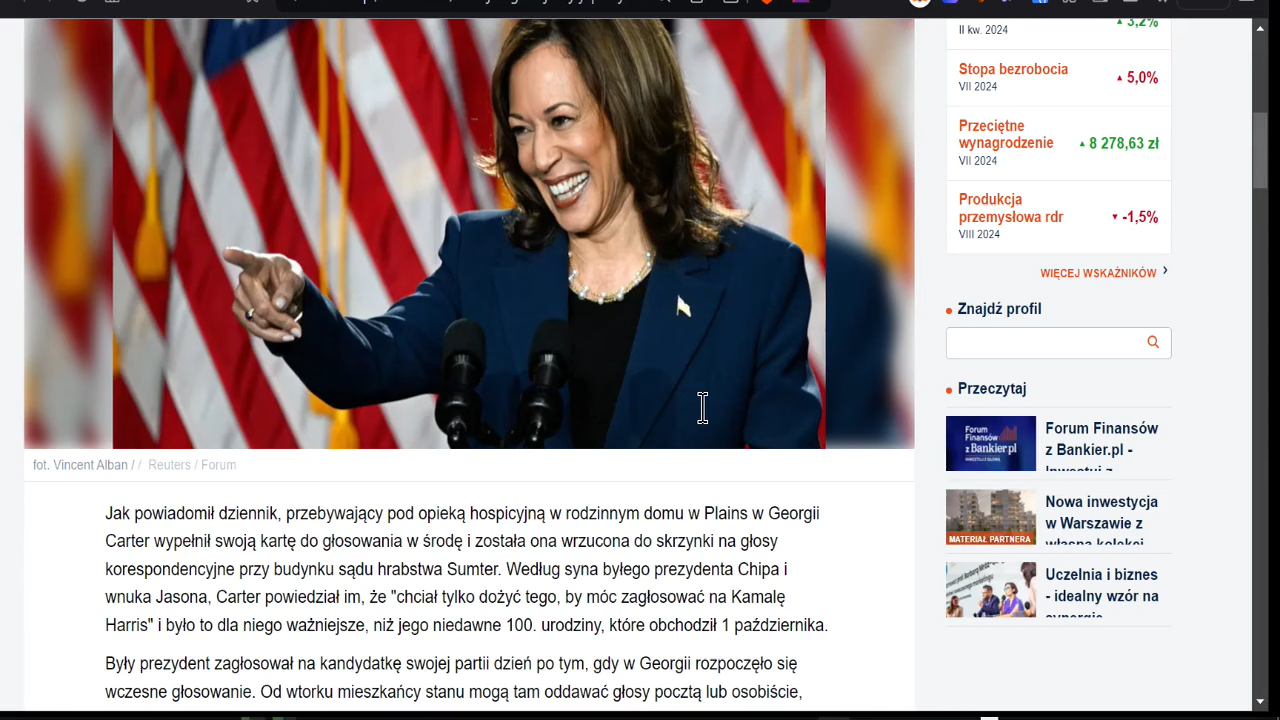 3,2%
II kw. 2024
Stopa bezrobocia
5,0%
VII 2024
Przeciętne
wynagrodzenie
8 278,63 zł
VII 2024
Produkcja
przemysłowa rdr
-1,5%
VIII 2024
WIĘCEJ WSKAŹNIKÓW
Znajdź profil
Przeczytaj
Forum
Finansów
z Bankier.pl
Forum Finansów
z Bankier.pl -
Inwestuj z
MATERIAŁ PARTNERA
Nowa inwestycja
w Warszawie z
własną kolekcj
Uczelnia i biznes
- idealny wzór na
synergię
fot. Vincent Alban / / Reuters / Forum
Jak powiadomił dziennik, przebywający pod opieką hospicyjną w rodzinnym domu w Plains w Georgii
Carter wypełnił swoją kartę do głosowania w środę i została ona wrzucona do skrzynki na głosy
korespondencyjne przy budynku sądu hrabstwa Sumter. Według syna byłego prezydenta Chipa i
wnuka Jasona, Carter powiedział im, że "chciał tylko dożyć tego, by móc zagłosować na Kamalę
Harris" i było to dla niego ważniejsze, niż jego niedawne 100. urodziny, które obchodził 1 października.
Były prezydent zagłosował na kandydatkę swojej partii dzień po tym, gdy w Georgii rozpoczęło się
wczesne głosowanie. Od wtorku mieszkańcy stanu mogą tam oddawać głosy pocztą lub osobiście,